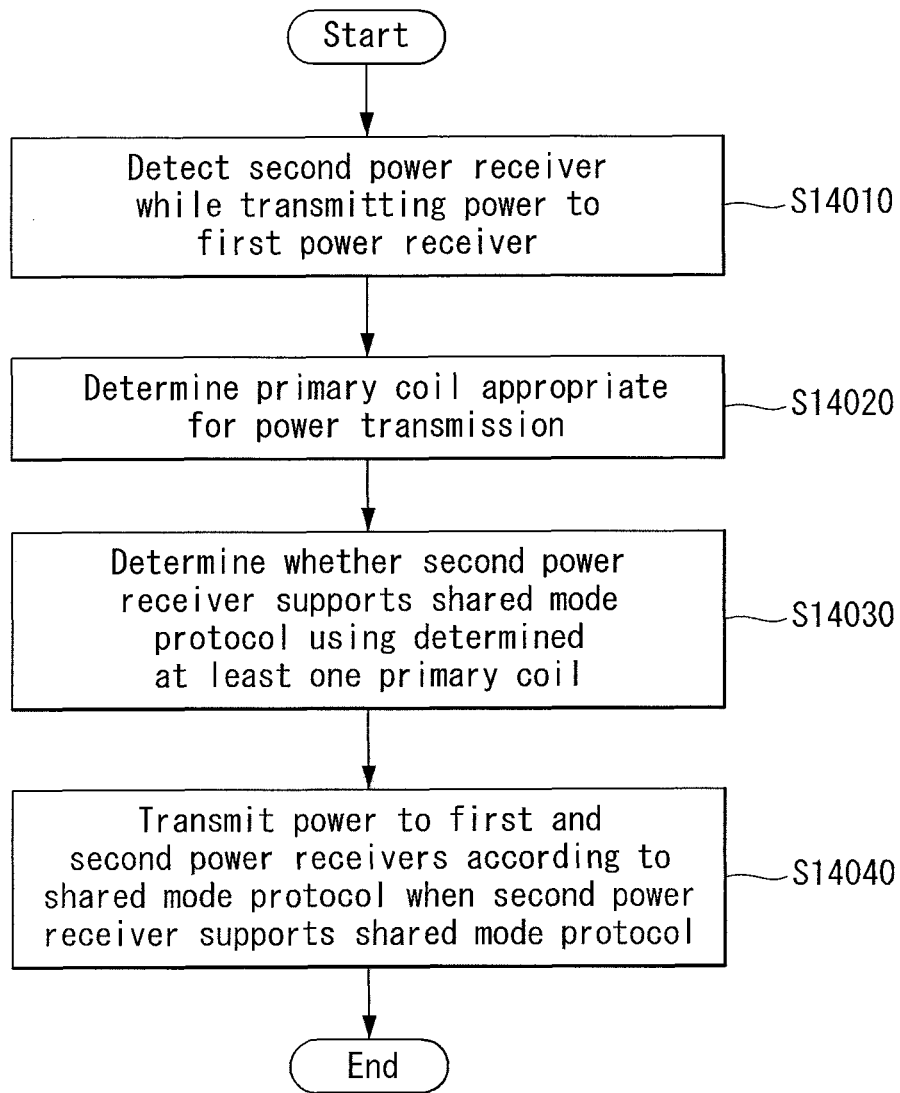 Start
Detect second power receiver
while transmitting power to
first power receiver
S14010
Determine primary coil appropriate
for power transmission
S14020
Determine whether second power
receiver supports shared mode
protocol using determined
at least one primary coil
S14030
Transmit power to first and
second power receivers according to
shared mode protocol when second power
receiver supports shared mode protocol
S14040
End